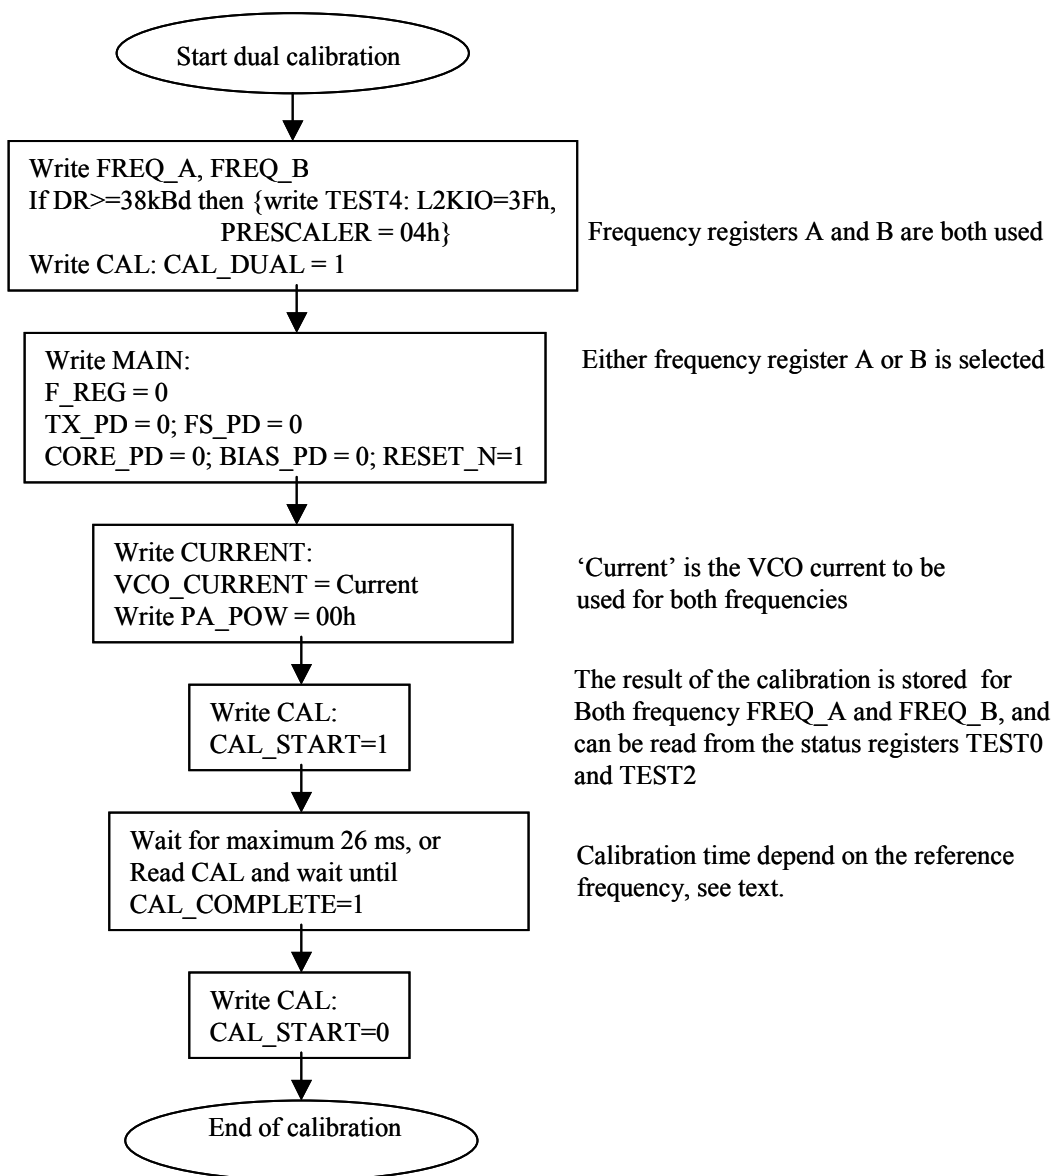 Start dual calibration
Write FREQ_A, FREQ_B
If DR>=38kBd then {write TEST4: L2KIO=3Fh,
PRESCALER = 04h}
Write CAL: CAL_DUAL = 1
Frequency registers A and B are both used
Write MAIN:
F_REG = 0
TX_PD = 0; FS_PD = 0
CORE_PD = 0; BIAS_PD = 0; RESET_N=1
Either frequency register A or B is selected
Write CURRENT:
VCO_CURRENT = Current
Write PA_POW = 00h
‘Current’ is the VCO current to be
used for both frequencies
Write CAL:
CAL_START=1
The result of the calibration is stored  for
Both frequency FREQ_A and FREQ_B, and
can be read from the status registers TEST0
and TEST2
Wait for maximum 26 ms, or
Read CAL and wait until
CAL_COMPLETE=1
Calibration time depend on the reference
frequency, see text.
Write CAL:
CAL_START=0
End of calibration